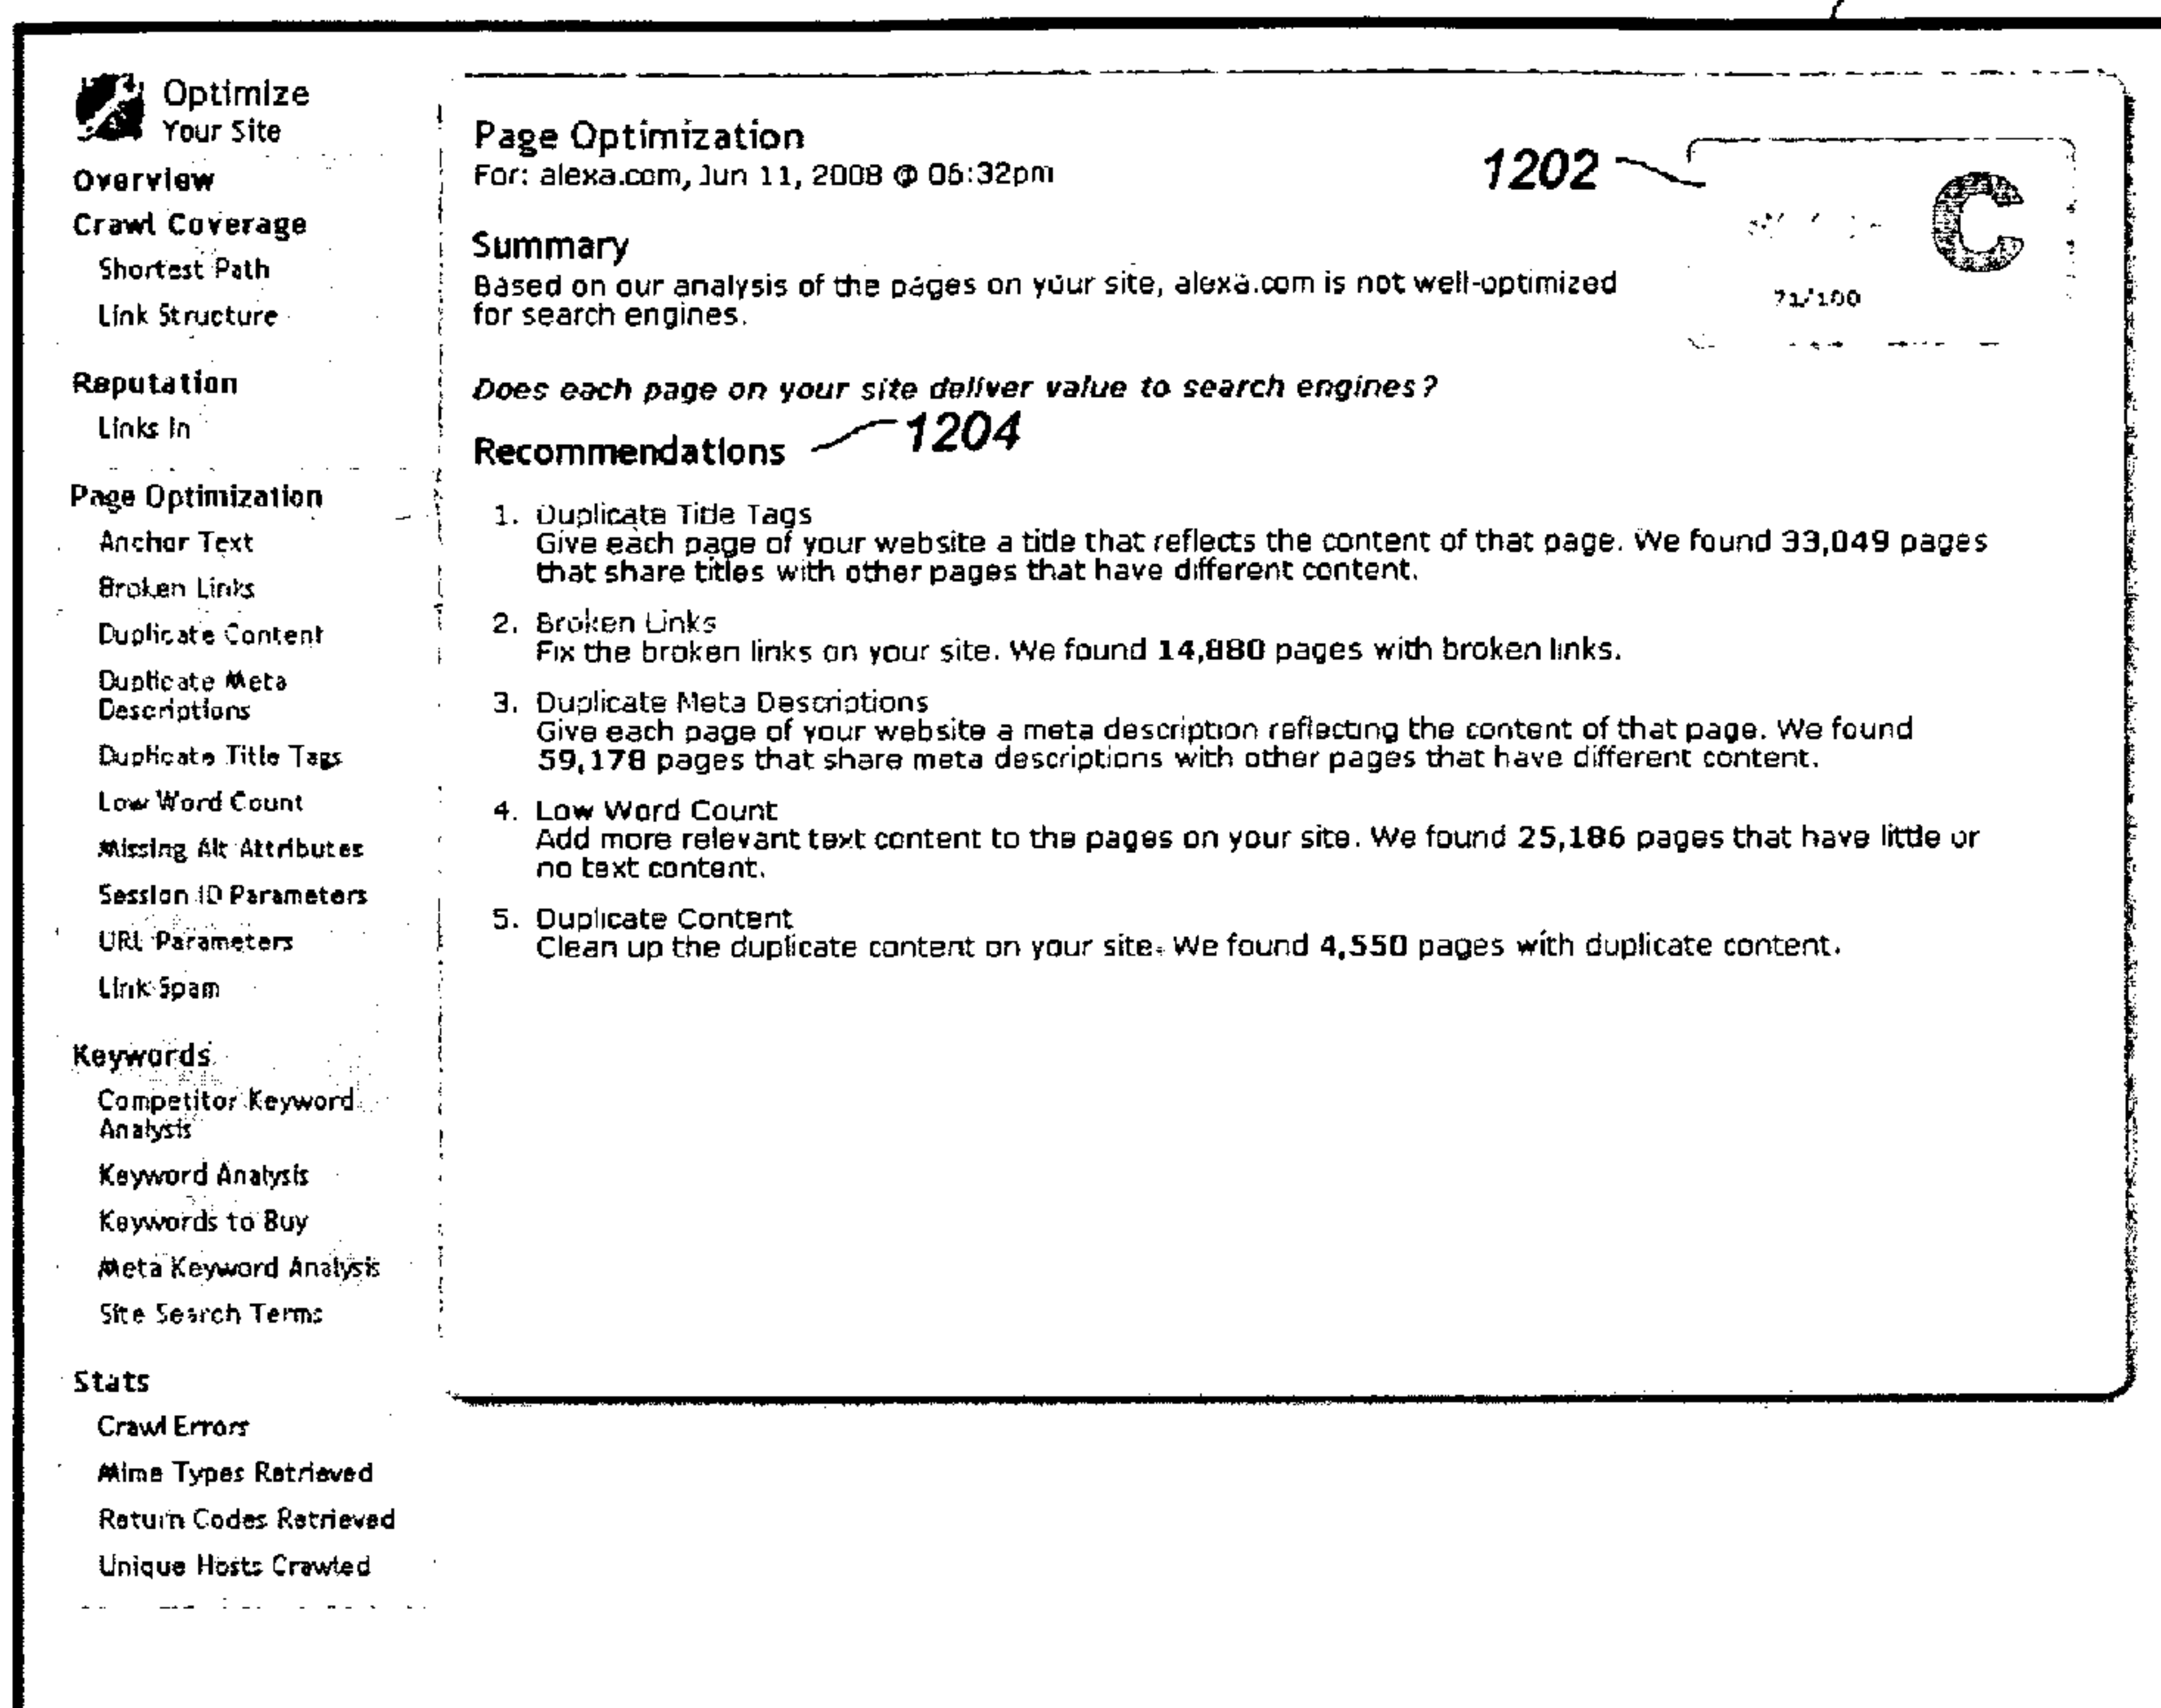 Optimize
Your Site
Overview
Crawl Coverage
Shortest Path
Link Structure
Reputation
Links In
Page Optimization
Anchor Text
Broken Links
Duplicate Content
Duplicate Meta
Descriptions
Duplicate Title Tags
Low Word Count
Missing Alt Attributes
Session ID Parameters
URL Parameters
Link Spam
Keywords
Competitor Keyword
Analysis
Keyword Analysis
Keywords to Buy
Meta Keyword Analysis
Site Search Terms
Stats
Crawl Errors
Mime Types Retrieved
Return Codes Retrieved
Unique Hosts Crawled
Page Optimization
For: alexa.com, Jun 11, 2008 @ 06:32pm
1202
C
71/100
Summary
Based on our analysis of the pages on your site, alexa.com is not well-optimized
for search engines.
Does each page on your site deliver value to search engines?
Recommendations
1204
1. Duplicate Title Tags
Give each page of your website a title that reflects the content of that page. We found 33,049 pages
that share titles with other pages that have different content.
2. Broken Links
Fix the broken links on your site. We found 14,880 pages with broken links.
3. Duplicate Meta Descriptions
Give each page of your website a meta description reflecting the content of that page. We found
59,178 pages that share meta descriptions with other pages that have different content.
4. Low Word Count
Add more relevant text content to the pages on your site. We found 25,186 pages that have little or
no text content.
5. Duplicate Content
Clean up the duplicate content on your site. We found 4,550 pages with duplicate content.